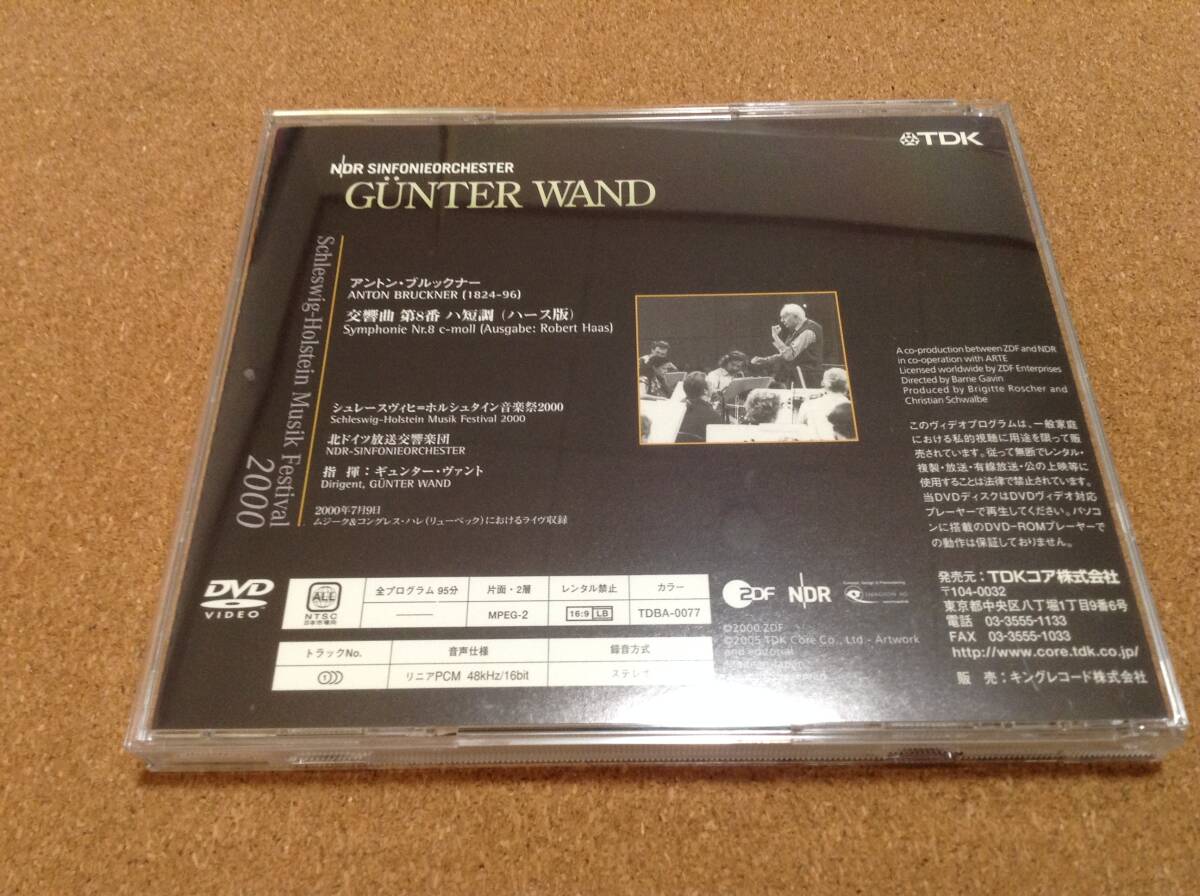 TDK
NDR SINFONIEORCHESTER
GÜNTER WAND
Schleswig-Holstein Musik Festival
2000
アントン・ブルックナー
ANTON BRUCKNER (1824-96)
交響曲 第8番 ハ短調 (ハース版)
Symphonie Nr.8 c-moll (Ausgabe: Robert Haas)
シュレースヴィヒ=ホルシュタイン音楽祭2000
Schleswig-Holstein Musik Festival 2000
北ドイツ放送交響楽団
NDR-SINFONIEORCHESTER
指 揮:ギュンター・ヴァント
Dirigent, GÜNTER WAND
2000年7月9日
ムジーク&コングレス・ハレ(リューベック)におけるライヴ収録
A co-production between ZDF and NDR
in co-operation with ARTE
Licensed worldwide by ZDF Enterprises
Directed by Barne Gavin
Produced by Brigitte Roscher and
Christian Schwalbe
このヴィデオプログラムは、一般家庭
における私的視聴に用途を限って販
売されています。従って無断でレンタル・
複製・放送・有線放送・公の上映等に
使用することは法律で禁止されています。
当DVDディスクはDVDヴィデオ対応
プレーヤーで再生してください。パソコ
ンに搭載のDVD-ROMプレーヤーで
の動作は保証しておりません。
DVD
VIDEO
ALL
NTSC
日本市場向
全プログラム 95分
片面・2層
レンタル禁止
カラー
MPEG-2
16:9 LB
TDBA-0077
トラックNo.
音声仕様
録音方式
リニアPCM 48kHz/16bit
ステレオ
ZDF
NDR
©2000 ZDF
©2005 TDK Core Co., Ltd.- Artwork
and editorial
発売元:TDKコア株式会社
〒104-0032
東京都中央区八丁堀1丁目9番6号
電話 03-3555-1133
FAX 03-3555-1033
http://www.core.tdk.co.jp/
販 売:キングレコード株式会社